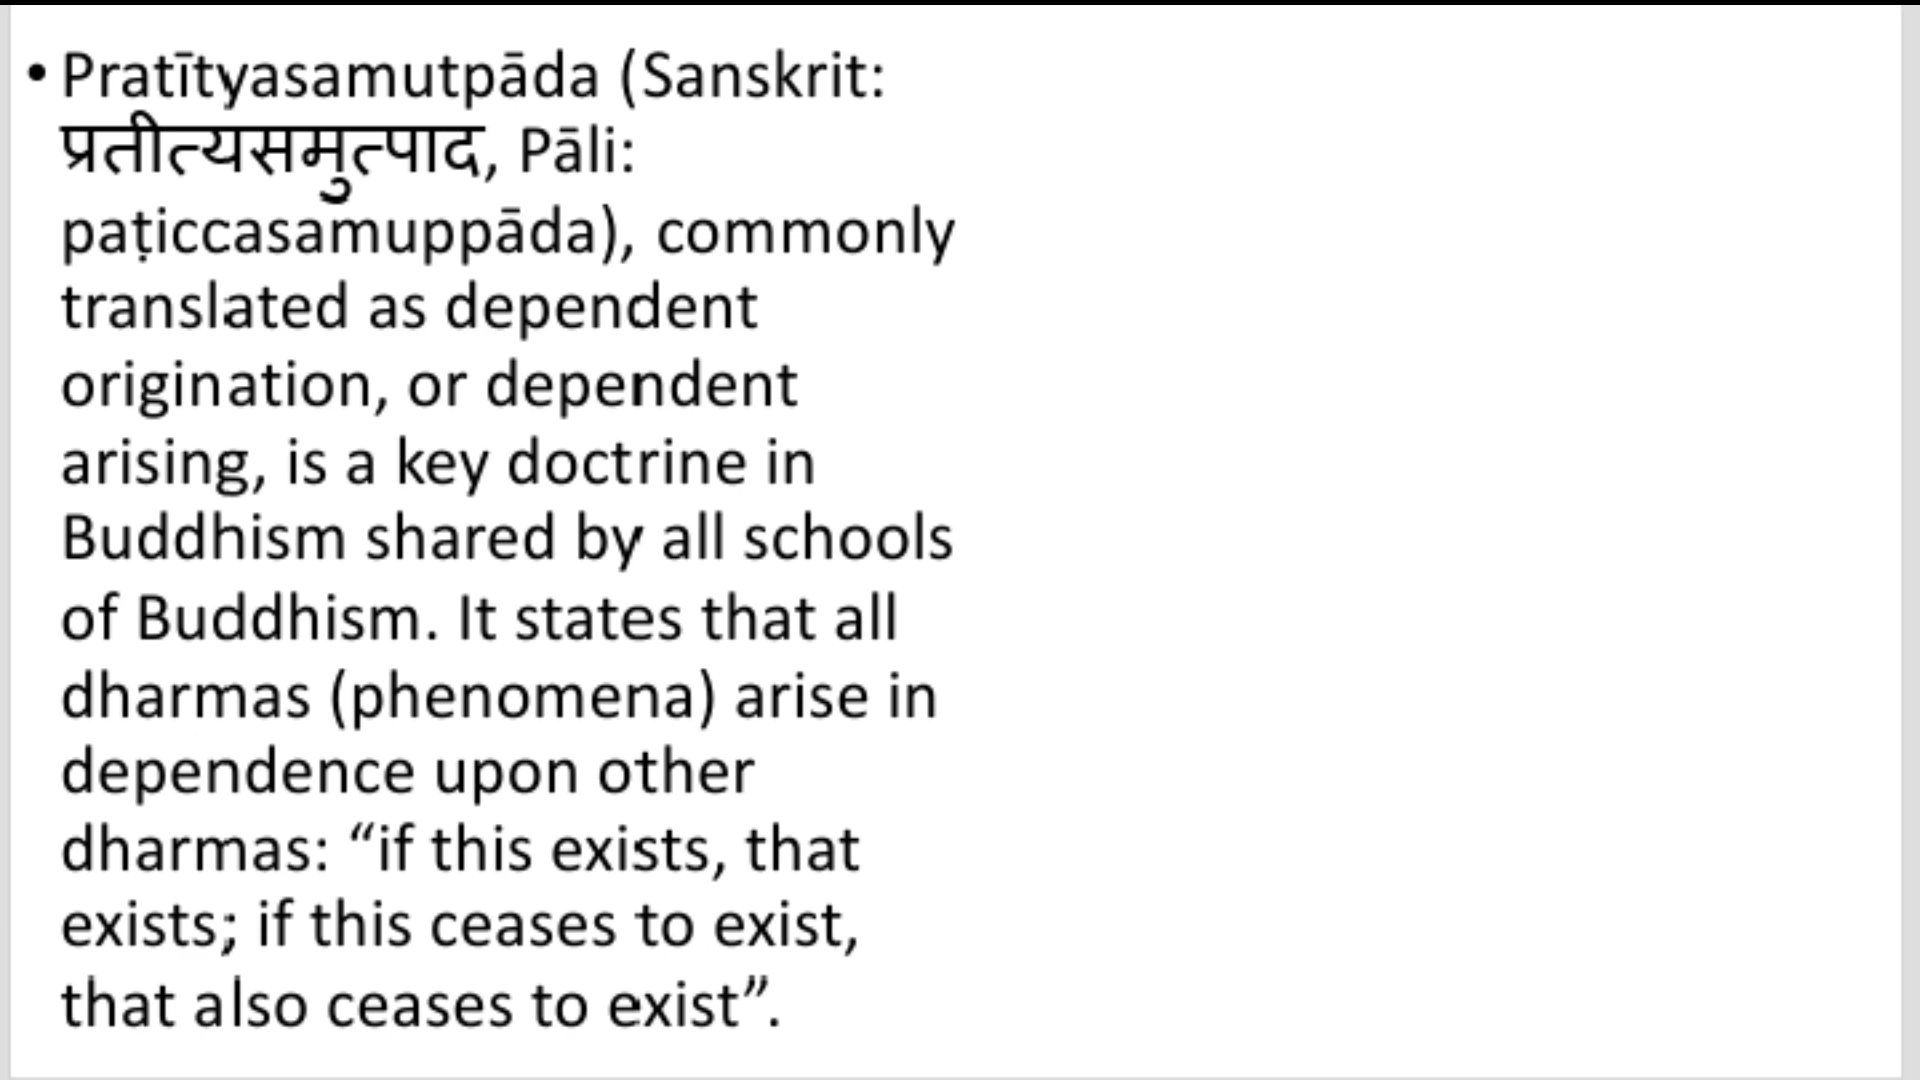 • Pratītyasamutpāda (Sanskrit:
प्रतीत्यसमुत्पाद, Pāli:
paṭiccasamuppāda), commonly
translated as dependent
origination, or dependent
arising, is a key doctrine in
Buddhism shared by all schools
of Buddhism. It states that all
dharmas (phenomena) arise in
dependence upon other
dharmas: “if this exists, that
exists; if this ceases to exist,
that also ceases to exist”.